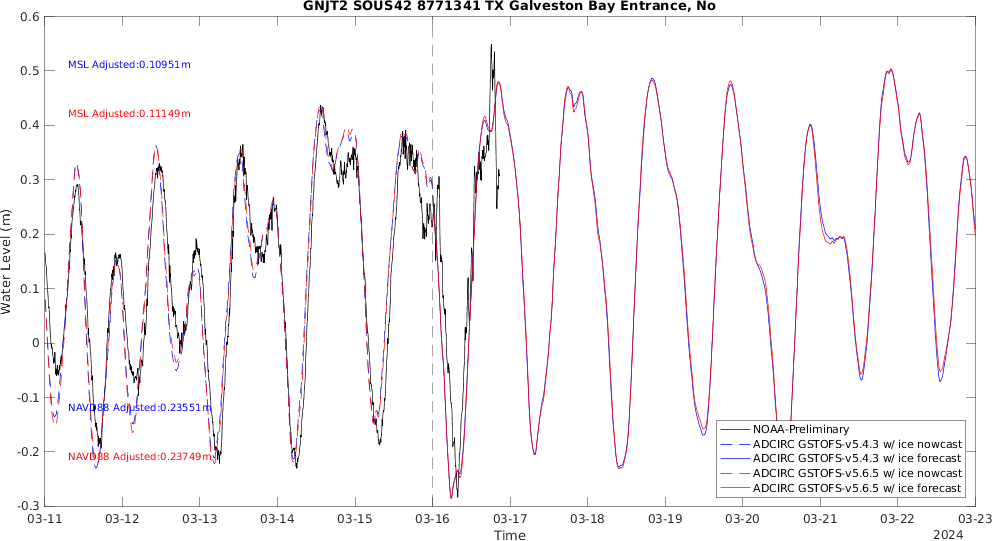 GNJT2 SOUS42 8771341 TX Galveston Bay Entrance, No
Water Level (m)
0.6
0.5
0.4
0.3
0.2
0.1
0
-0.1
-0.2
-0.3
MSL Adjusted:0.10951m
MSL Adjusted:0.11149m
NAVD88 Adjusted:0.23551m
NAVD88 Adjusted:0.23749m
NOAA-Preliminary
ADCIRC GSTOFS-v5.4.3 w/ ice nowcast
ADCIRC GSTOFS-v5.4.3 w/ ice forecast
ADCIRC GSTOFS-v5.6.5 w/ ice nowcast
ADCIRC GSTOFS-v5.6.5 w/ ice forecast
03-11 03-12 03-13 03-14 03-15 03-16 03-17 03-18 03-19 03-20 03-21 03-22 03-23
Time
2024